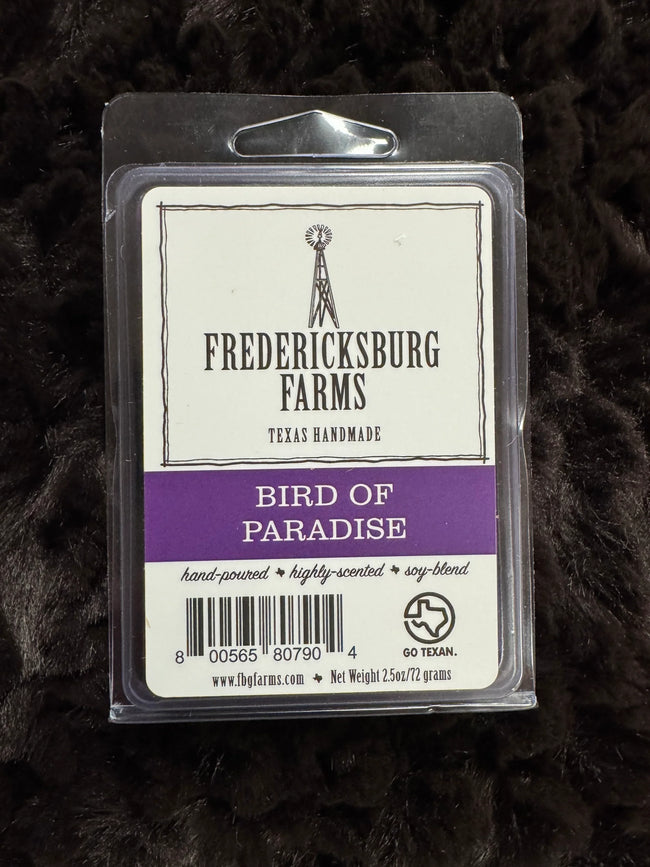 FREDERICKSBURG
FARMS
TEXAS HANDMADE
BIRD OF
PARADISE
hand-poured highly-scented soy-blend
8 00565 80790 4
GO TEXAN.
www.fbgfarms.com Net Weight 2.5oz/72 grams